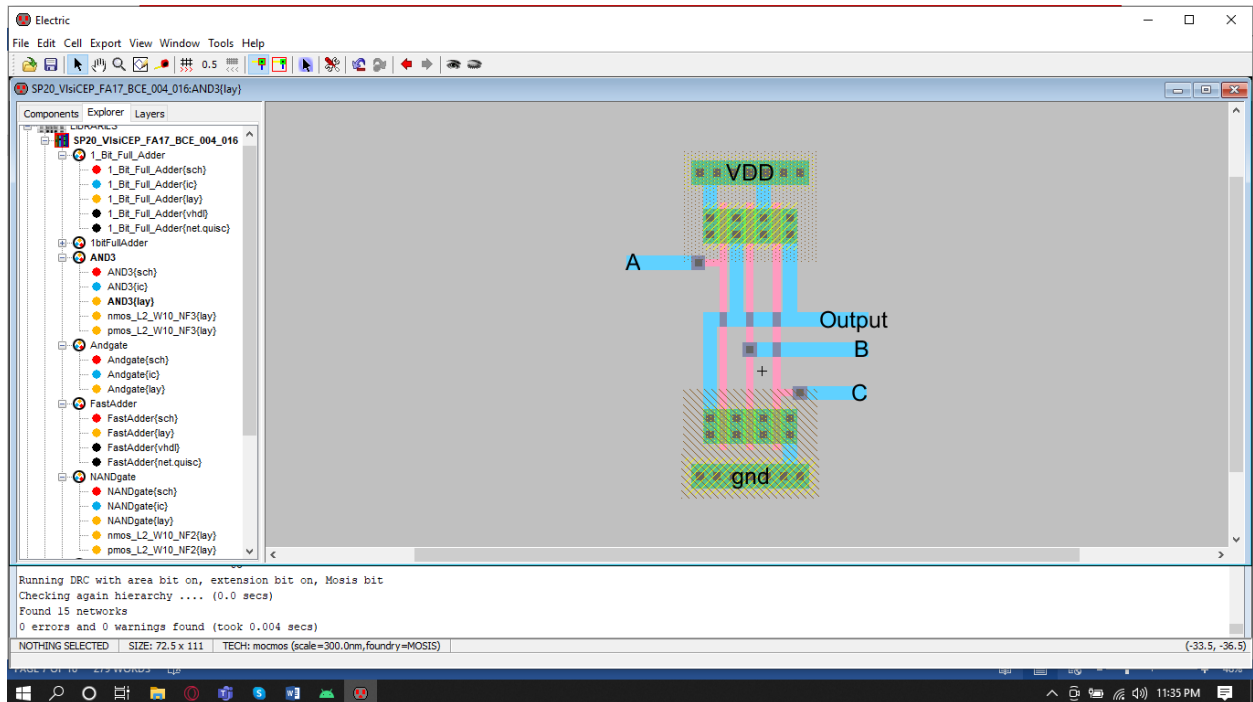 Electric
File Edit Cell Export View Window Tools Help
0.5
SP20_VlsiCEP_FA17_BCE_004_016:AND3{lay}
Components Explorer Layers
LIBRARIES
SP20_VlsiCEP_FA17_BCE_004_016
1_Bit_Full_Adder
1_Bit_Full_Adder{sch}
1_Bit_Full_Adder{ic}
1_Bit_Full_Adder{lay}
1_Bit_Full_Adder{vhdl}
1_Bit_Full_Adder{net.quisc}
1bitFullAdder
AND3
AND3{sch}
AND3{ic}
AND3{lay}
nmos_L2_W10_NF3{lay}
pmos_L2_W10_NF3{lay}
Andgate
Andgate{sch}
Andgate{ic}
Andgate{lay}
FastAdder
FastAdder{sch}
FastAdder{lay}
FastAdder{vhdl}
FastAdder{net.quisc}
NANDgate
NANDgate{sch}
NANDgate{ic}
NANDgate{lay}
nmos_L2_W10_NF2{lay}
pmos_L2_W10_NF2{lay}
VDD
A
Output
B
C
gnd
Running DRC with area bit on, extension bit on, Mosis bit
Checking again hierarchy .... (0.0 secs)
Found 15 networks
0 errors and 0 warnings found (took 0.004 secs)
NOTHING SELECTED SIZE: 72.5 x 111 TECH: mocmos (scale=300.0nm,foundry=MOSIS) (-33.5, -36.5)
11:35 PM